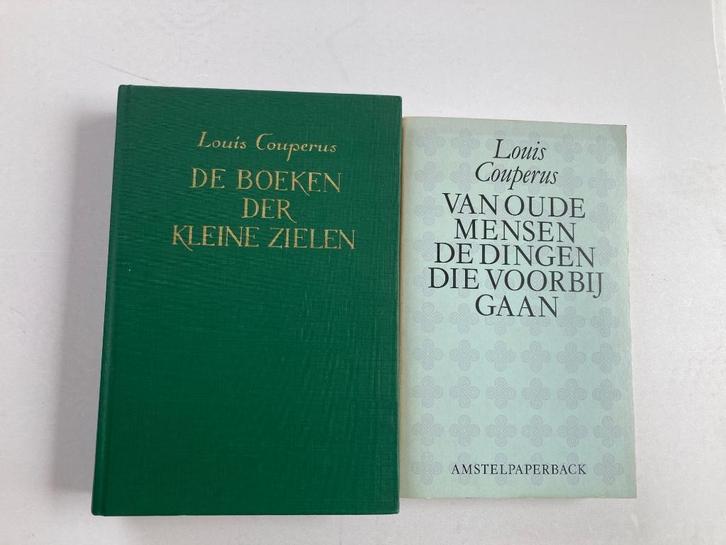 Louis Couperus
DE BOEKEN
DER
KLEINE ZIELEN
Louis
Couperus
VAN OUDE
MENSEN
DE DINGEN
DIE VOORBIJ
GAAN
AMSTELPAPERBACK